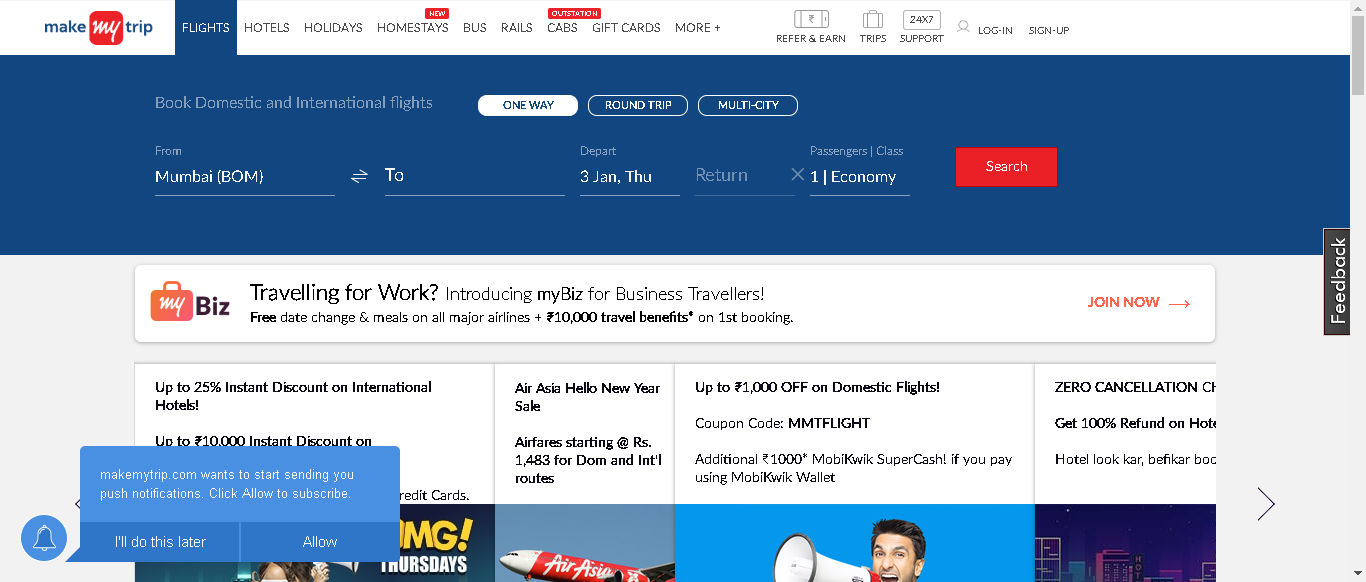 make my trip
FLIGHTS HOTELS HOLIDAYS HOMESTAYS NEW BUS RAILS CABS OUTSTATION GIFT CARDS MORE +
REFER & EARN TRIPS 24X7 SUPPORT LOG-IN SIGN-UP
Book Domestic and International flights ONE WAY ROUND TRIP MULTI-CITY
From Depart Passengers | Class
Mumbai (BOM) To 3 Jan, Thu Return 1 | Economy Search
Feedback
my Biz
Travelling for Work? Introducing myBiz for Business Travellers!
Free date change & meals on all major airlines + ₹10,000 travel benefits* on 1st booking.
JOIN NOW
Up to 25% Instant Discount on International
Hotels!
Up to ₹10,000 Instant Discount on
redit Cards.
Air Asia Hello New Year
Sale
Airfares starting @ Rs.
1,483 for Dom and Int'l
routes
Up to ₹1,000 OFF on Domestic Flights!
Coupon Code: MMTFLIGHT
Additional ₹1000* MobiKwik SuperCash! if you pay
using MobiKwik Wallet
ZERO CANCELLATION CH
Get 100% Refund on Hote
Hotel look kar, befikar boo
makemytrip.com wants to start sending you
push notifications. Click Allow to subscribe.
I'll do this later Allow
OMG!
THURSDAYS
AirAsia
HO